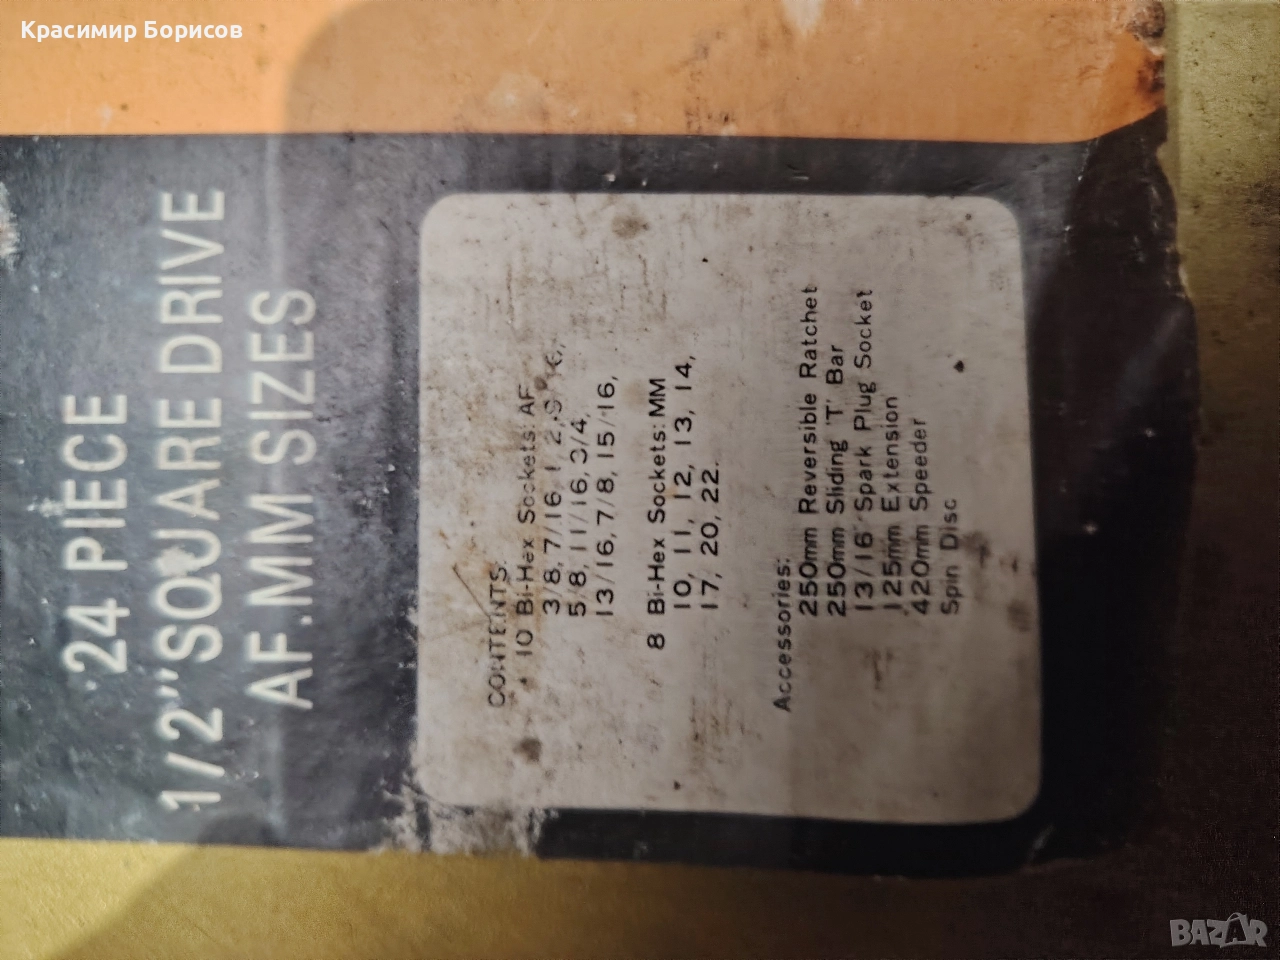 Красимир Борисов
24 PIECE
1/2" SQUARE DRIVE
AF.MM SIZES
CONTENTS:
10 Bi-Hex Sockets: AF
3/8, 7/16, 1/2, 9/16,
5/8, 11/16, 3/4,
13/16, 7/8, 15/16,
8 Bi-Hex Sockets: MM
10, 11, 12, 13, 14,
17, 20, 22.
Accessories:
250mm Reversible Ratchet
250mm Sliding 'T' Bar
13/16" Spark Plug Socket
125mm Extension
420mm Speeder
Spin Disc
BAZAR